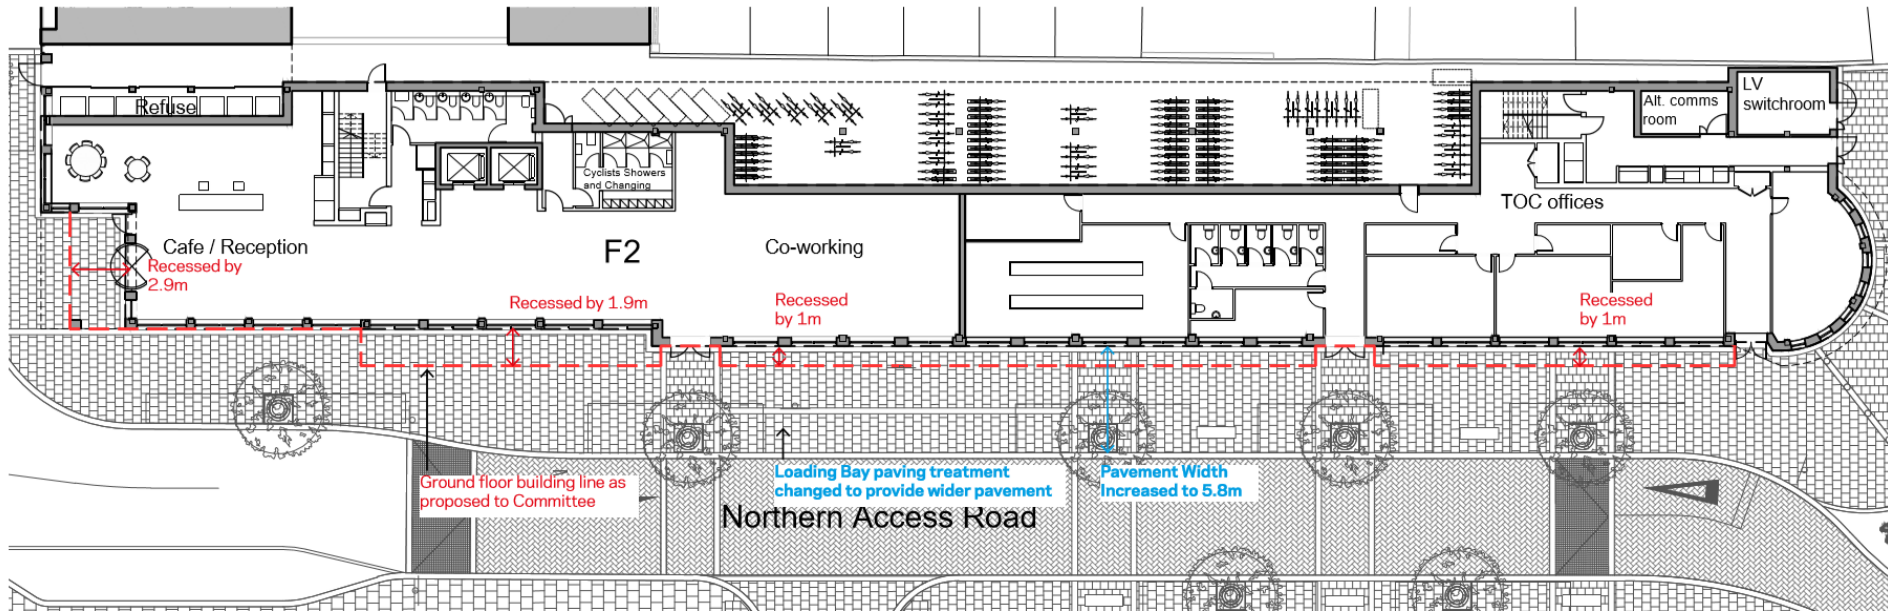 Refuse
LV
switchroom
Alt. comms
room
Cyclists Showers
and Changing
TOC offices
Cafe / Reception
F2
Co-working
Recessed by
2.9m
Recessed by 1.9m
Recessed
by 1m
Recessed
by 1m
Ground floor building line as
proposed to Committee
Loading Bay paving treatment
changed to provide wider pavement
Pavement Width
Increased to 5.8m
Northern Access Road